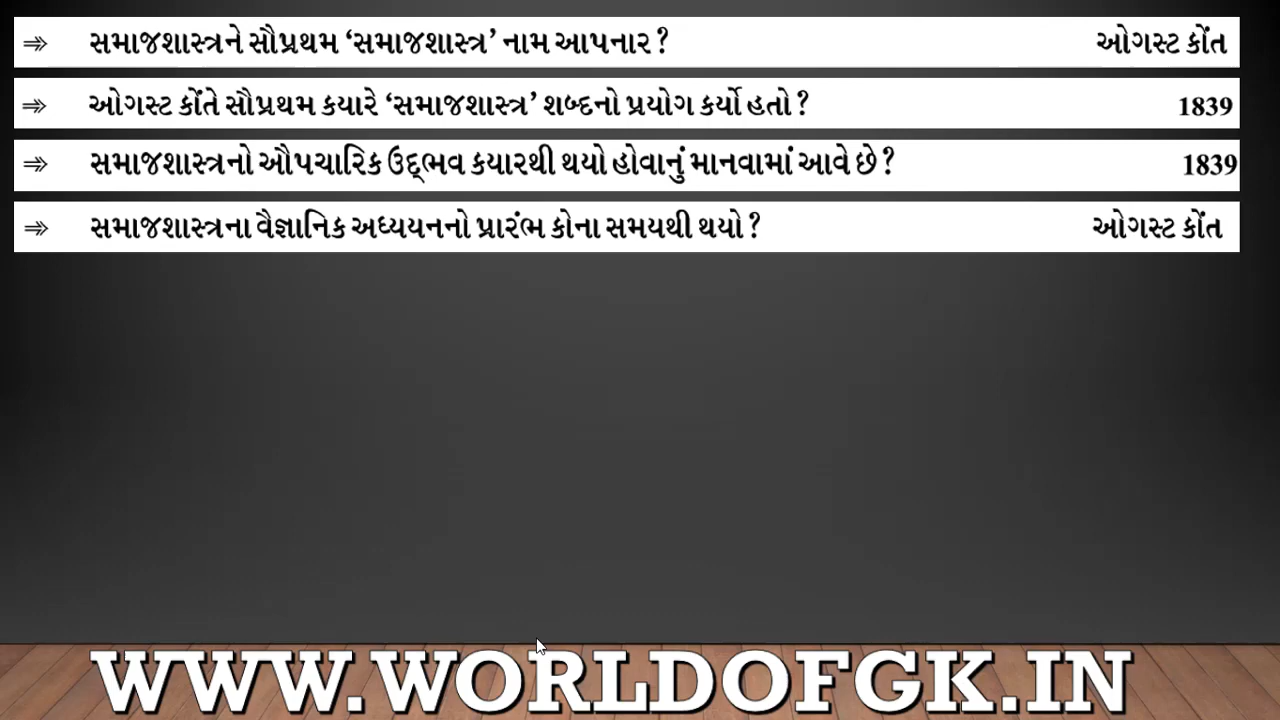 ⇒ સમાજશાસ્ત્રને સૌપ્રથમ ‘સમાજશાસ્ત્ર’ નામ આપનાર ? ઓગસ્ટ કોંત
⇒ ઓગસ્ટ કોંતે સૌપ્રથમ કયારે ‘સમાજશાસ્ત્ર’ શબ્દનો પ્રયોગ કર્યો હતો ? 1839
⇒ સમાજશાસ્ત્રનો ઔપચારિક ઉદ્‌ભવ કયારથી થયો હોવાનું માનવામાં આવે છે ? 1839
⇒ સમાજશાસ્ત્રના વૈજ્ઞાનિક અધ્યયનનો પ્રારંભ કોના સમયથી થયો ? ઓગસ્ટ કોંત
WWW.WORLDOFGK.IN